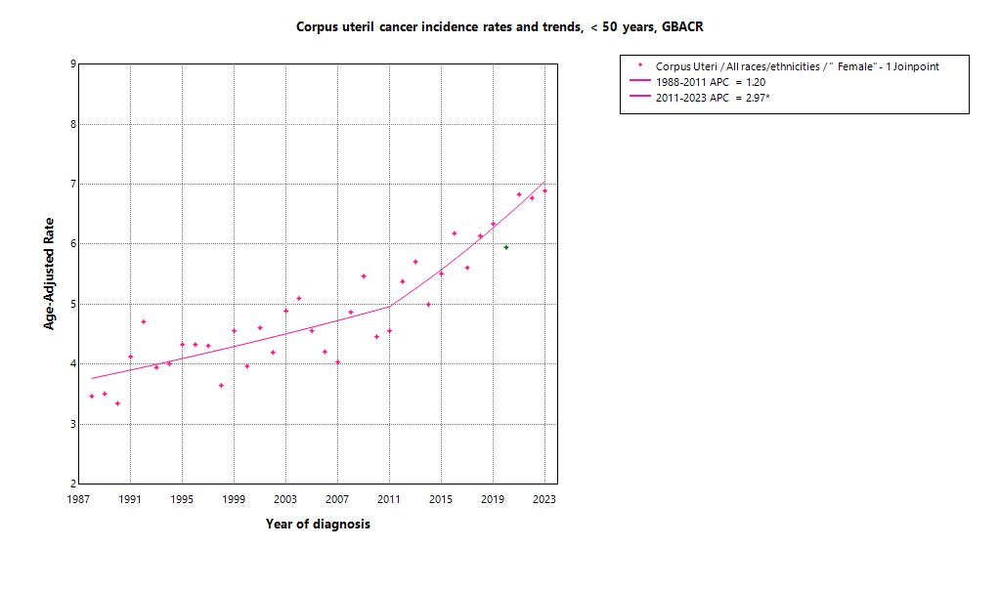 Corpus uteril cancer incidence rates and trends, < 50 years, GBACR
Corpus Uteri / All races/ethnicities / " Female" - 1 Joinpoint
1988-2011 APC = 1.20
2011-2023 APC = 2.97*
Age-Adjusted Rate
9
8
7
6
5
4
3
2
1987 1991 1995 1999 2003 2007 2011 2015 2019 2023
Year of diagnosis